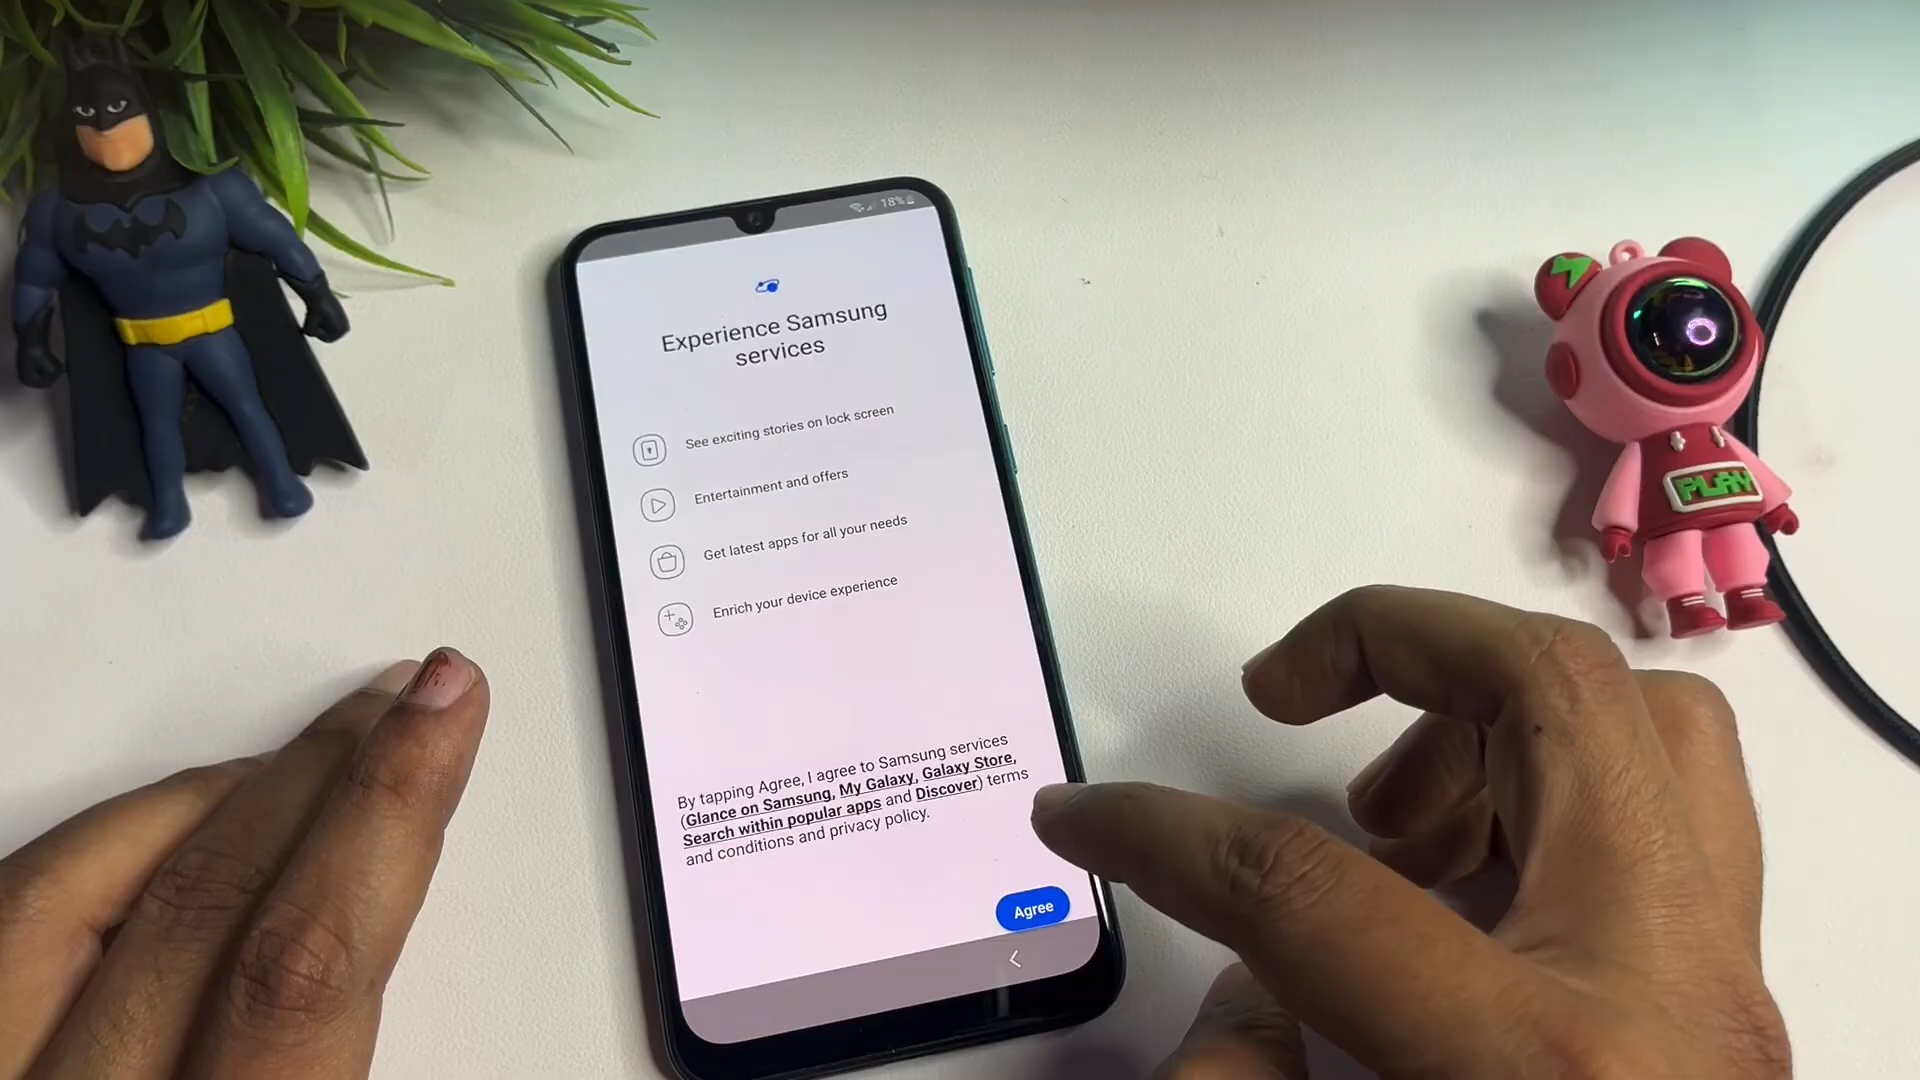 18%
Experience Samsung
services
See exciting stories on lock screen
Entertainment and offers
Get latest apps for all your needs
Enrich your device experience
By tapping Agree, I agree to Samsung services
(Glance on Samsung, My Galaxy, Galaxy Store,
Search within popular apps and Discover) terms
and conditions and privacy policy.
Agree
PLAY